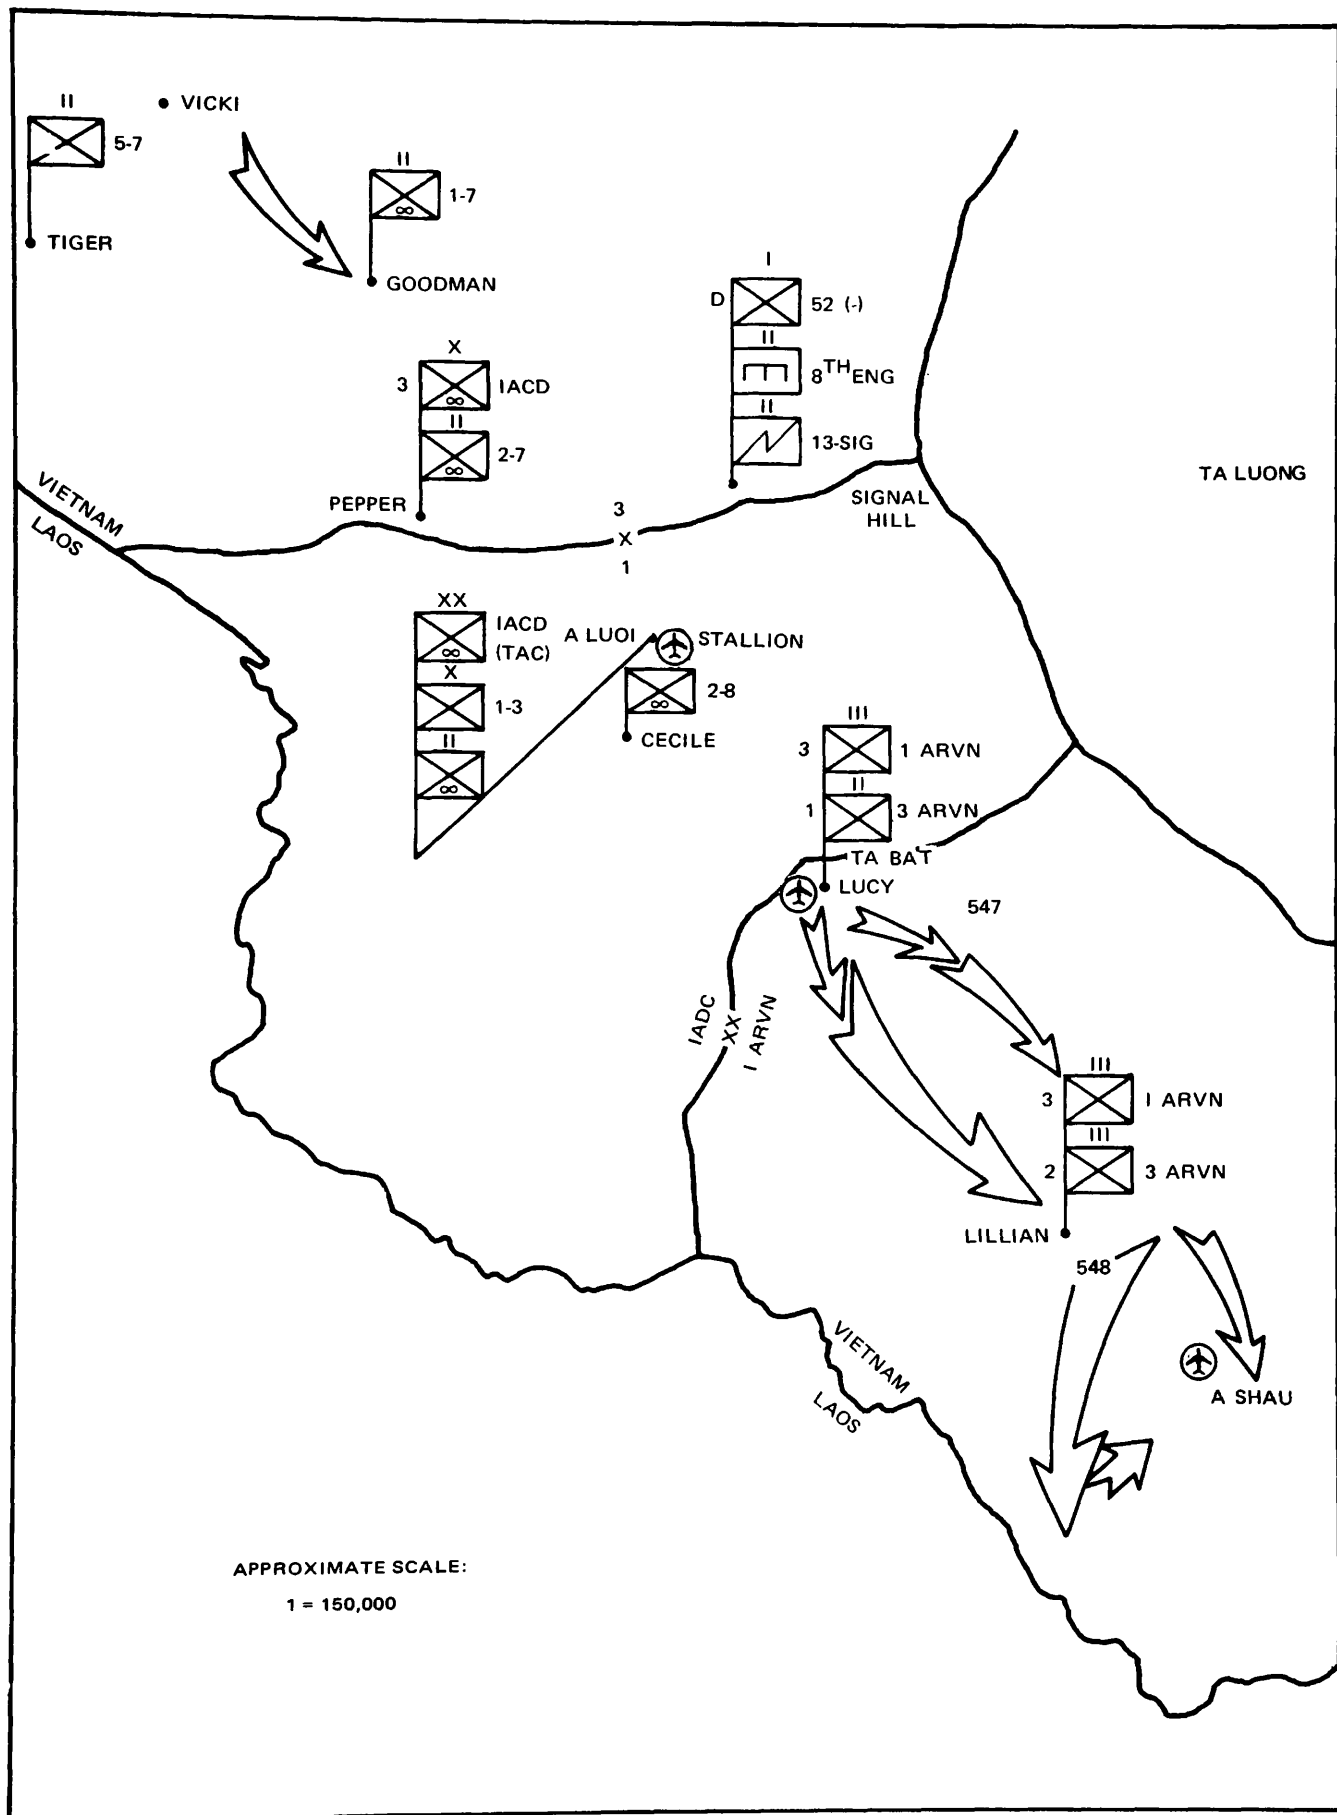 II
VICKI
5-7
TIGER
II
1-7
GOODMAN
I
D 52 (-)
II
8TH ENG
II
13-SIG
X
3 IACD
II
2-7
PEPPER
SIGNAL
HILL
TA LUONG
VIETNAM
LAOS
3
X
1
XX
IACD
(TAC)
X
1-3
II
A LUOI
STALLION
2-8
CECILE
III
3 1 ARVN
II
1 3 ARVN
TA BAT
LUCY
547
IADC
XX
I ARVN
III
3 I ARVN
III
2 3 ARVN
LILLIAN
548
VIETNAM
LAOS
A SHAU
APPROXIMATE SCALE:
1 = 150,000